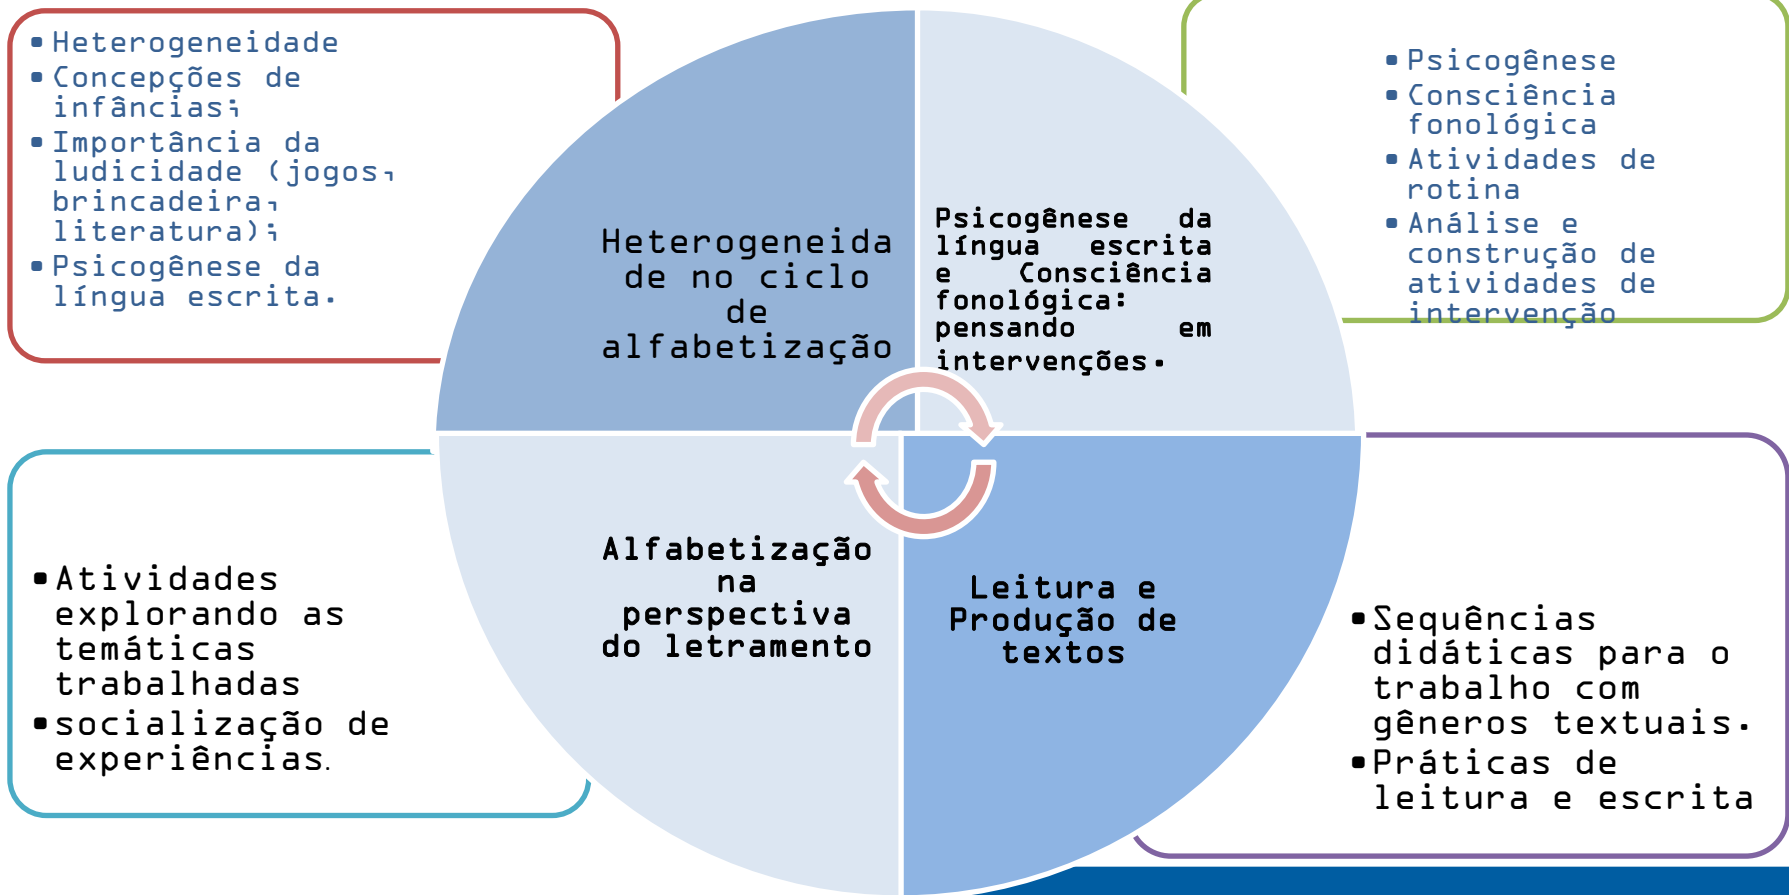 ▪Heterogeneidade
▪Concepções de
infâncias;
▪Importância da
ludicidade (jogos,
brincadeira,
literatura);
▪Psicogênese da
língua escrita.
Heterogeneida
de no ciclo
de
alfabetização
Psicogênese da
língua escrita
e Consciência
fonológica:
pensando em
intervenções.
▪Psicogênese
▪Consciência
fonológica
▪Atividades de
rotina
▪Análise e
construção de
atividades de
intervenção
▪Atividades
explorando as
temáticas
trabalhadas
▪socialização de
experiências.
Alfabetização
na
perspectiva
do letramento
Leitura e
Produção de
textos
▪Sequências
didáticas para o
trabalho com
gêneros textuais.
▪Práticas de
leitura e escrita